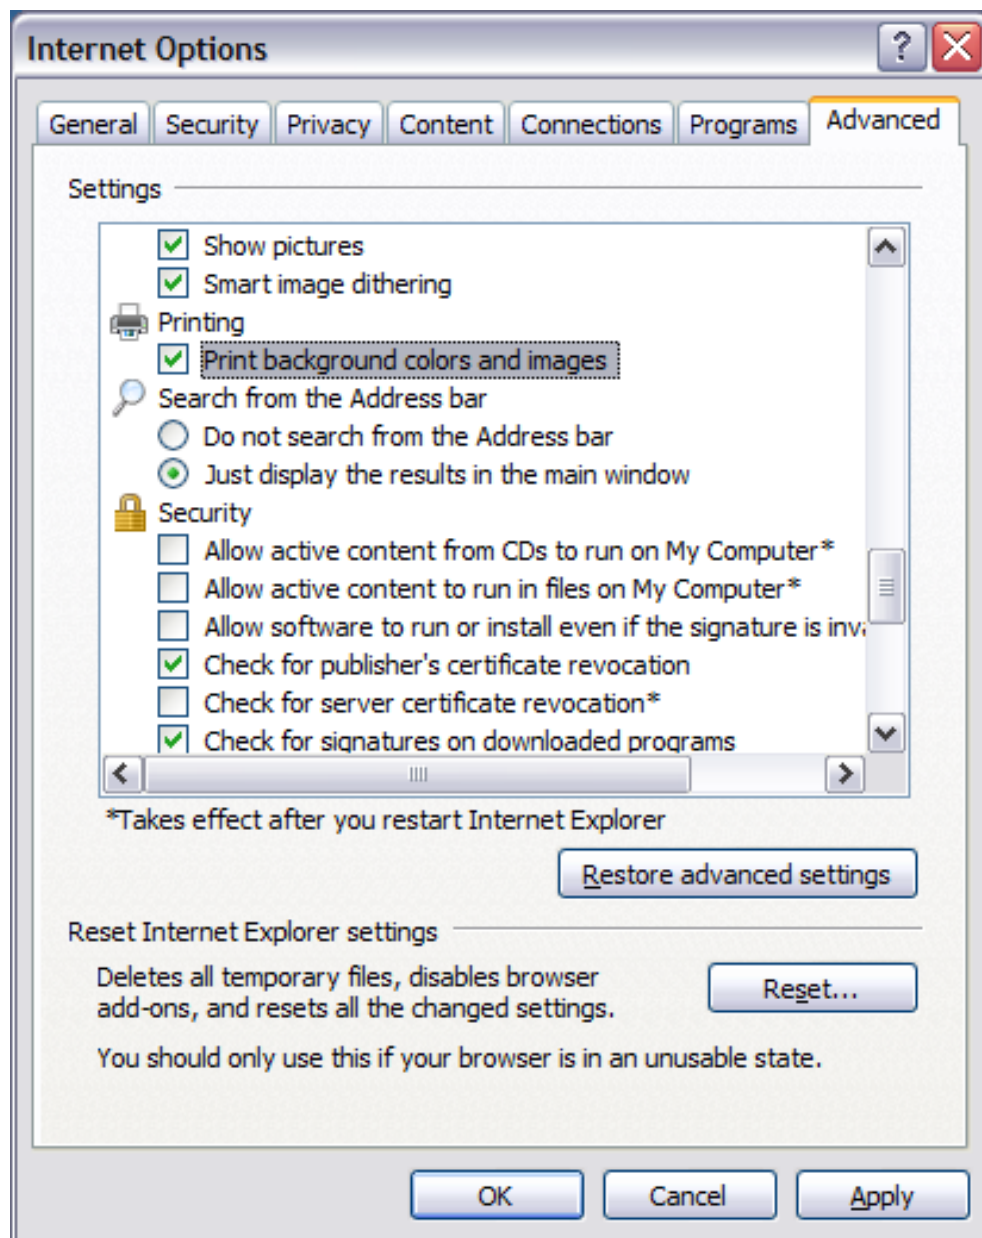 Internet Options
General Security Privacy Content Connections Programs Advanced
Settings
Show pictures
Smart image dithering
Printing
Print background colors and images
Search from the Address bar
Do not search from the Address bar
Just display the results in the main window
Security
Allow active content from CDs to run on My Computer*
Allow active content to run in files on My Computer*
Allow software to run or install even if the signature is inva
Check for publisher's certificate revocation
Check for server certificate revocation*
Check for signatures on downloaded programs
*Takes effect after you restart Internet Explorer
Restore advanced settings
Reset Internet Explorer settings
Deletes all temporary files, disables browser
add-ons, and resets all the changed settings.
Reset...
You should only use this if your browser is in an unusable state.
OK Cancel Apply